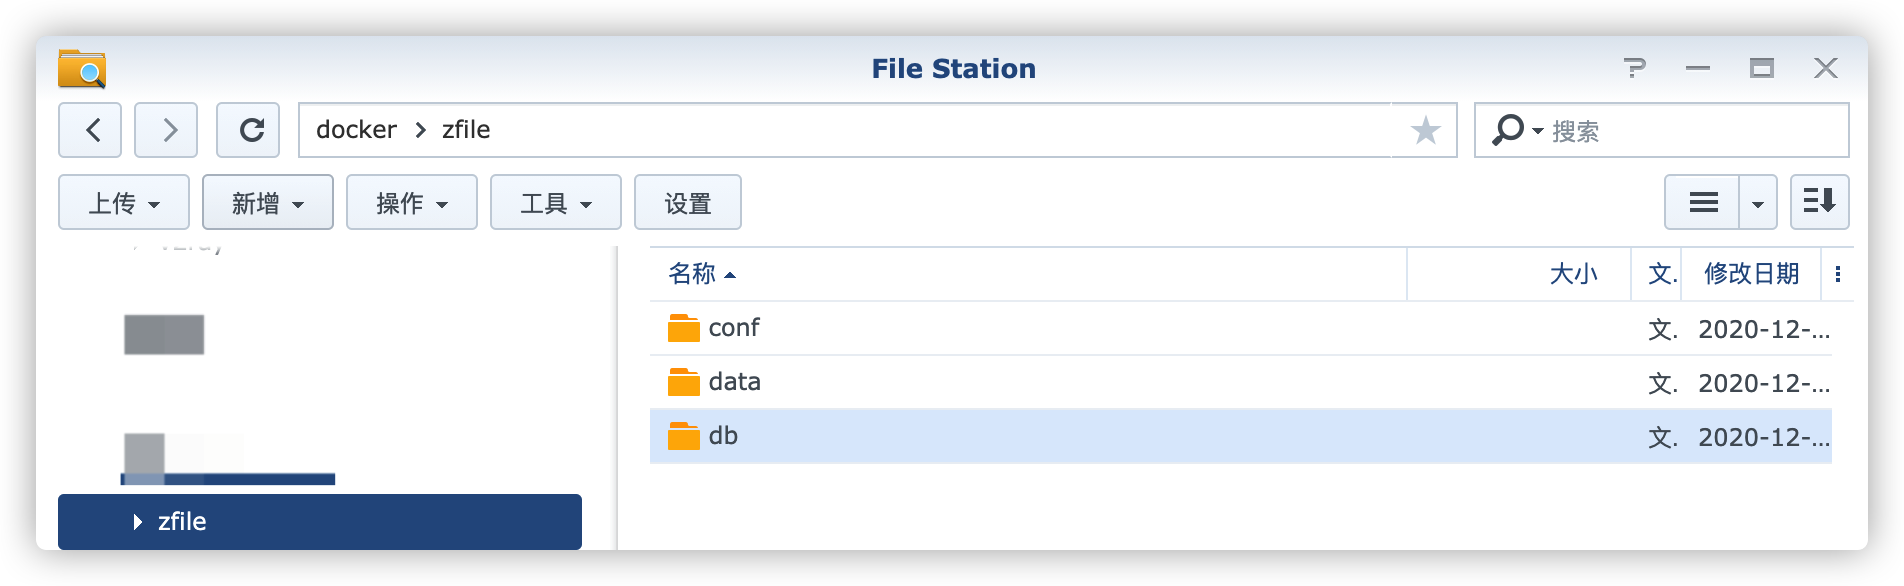 File Station
docker > zfile
搜索
上传 新增 操作 工具 设置
名称 大小 文. 修改日期
conf 文. 2020-12-...
data 文. 2020-12-...
db 文. 2020-12-...
zfile